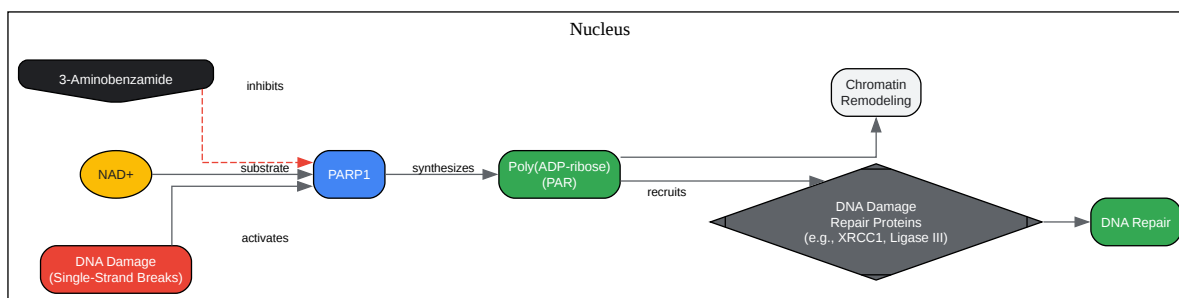 Nucleus
3-Aminobenzamide
inhibits
Chromatin
Remodeling
NAD+
substrate
PARP1
synthesizes
Poly(ADP-ribose)
(PAR)
recruits
DNA Damage
Repair Proteins
(e.g., XRCC1, Ligase III)
DNA Repair
activates
DNA Damage
(Single-Strand Breaks)